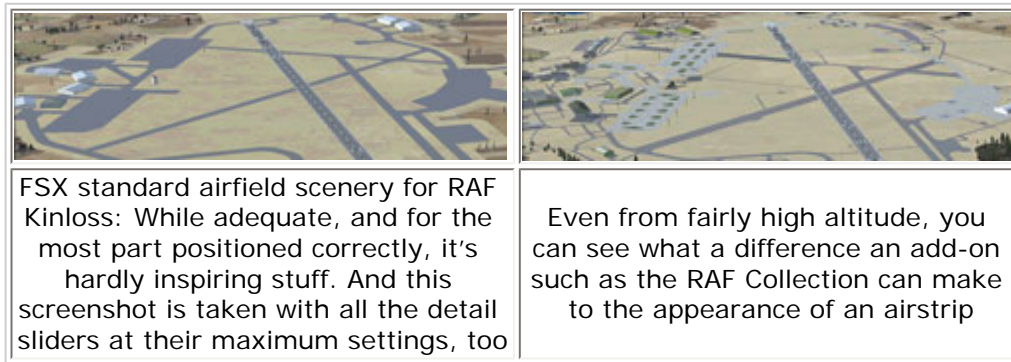 FSX standard airfield scenery for RAF
Kinloss: While adequate, and for the
most part positioned correctly, it's
hardly inspiring stuff. And this
screenshot is taken with all the detail
sliders at their maximum settings, too
Even from fairly high altitude, you
can see what a difference an add-on
such as the RAF Collection can make
to the appearance of an airstrip